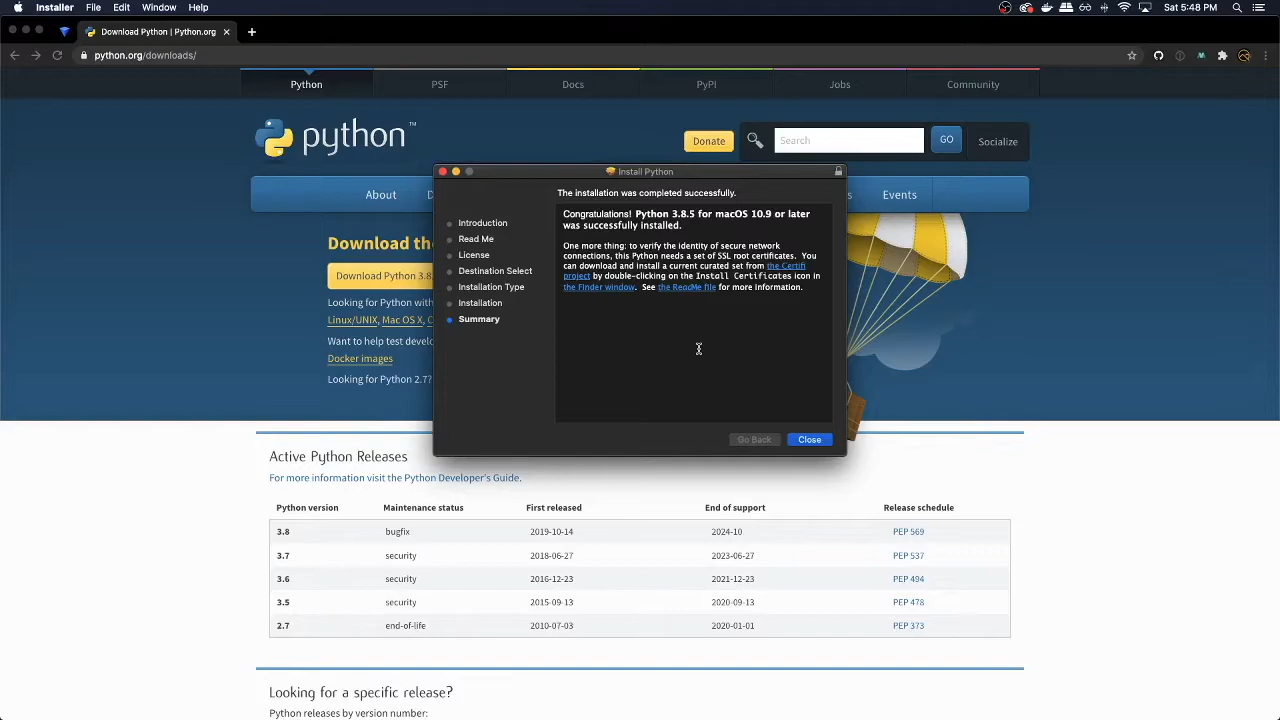 Installer File Edit Window Help Sat 5:48 PM
Download Python | Python.org
python.org/downloads/
Python PSF Docs PyPI Jobs Community
python™
Donate Search GO Socialize
About D s Events
Install Python
The installation was completed successfully.
Introduction
Read Me
License
Destination Select
Installation Type
Installation
Summary
Congratulations! Python 3.8.5 for macOS 10.9 or later
was successfully installed.
One more thing: to verify the identity of secure network
connections, this Python needs a set of SSL root certificates. You
can download and install a current curated set from the Certifi
project by double-clicking on the Install Certificates icon in
the Finder window. See the ReadMe file for more information.
Go Back Close
Download the
Download Python 3.8
Looking for Python with
Linux/UNIX, Mac OS X, C
Want to help test develo
Docker images
Looking for Python 2.7?
Active Python Releases
For more information visit the Python Developer's Guide.
Python version Maintenance status First released End of support Release schedule
3.8 bugfix 2019-10-14 2024-10 PEP 569
3.7 security 2018-06-27 2023-06-27 PEP 537
3.6 security 2016-12-23 2021-12-23 PEP 494
3.5 security 2015-09-13 2020-09-13 PEP 478
2.7 end-of-life 2010-07-03 2020-01-01 PEP 373
Looking for a specific release?
Python releases by version number: